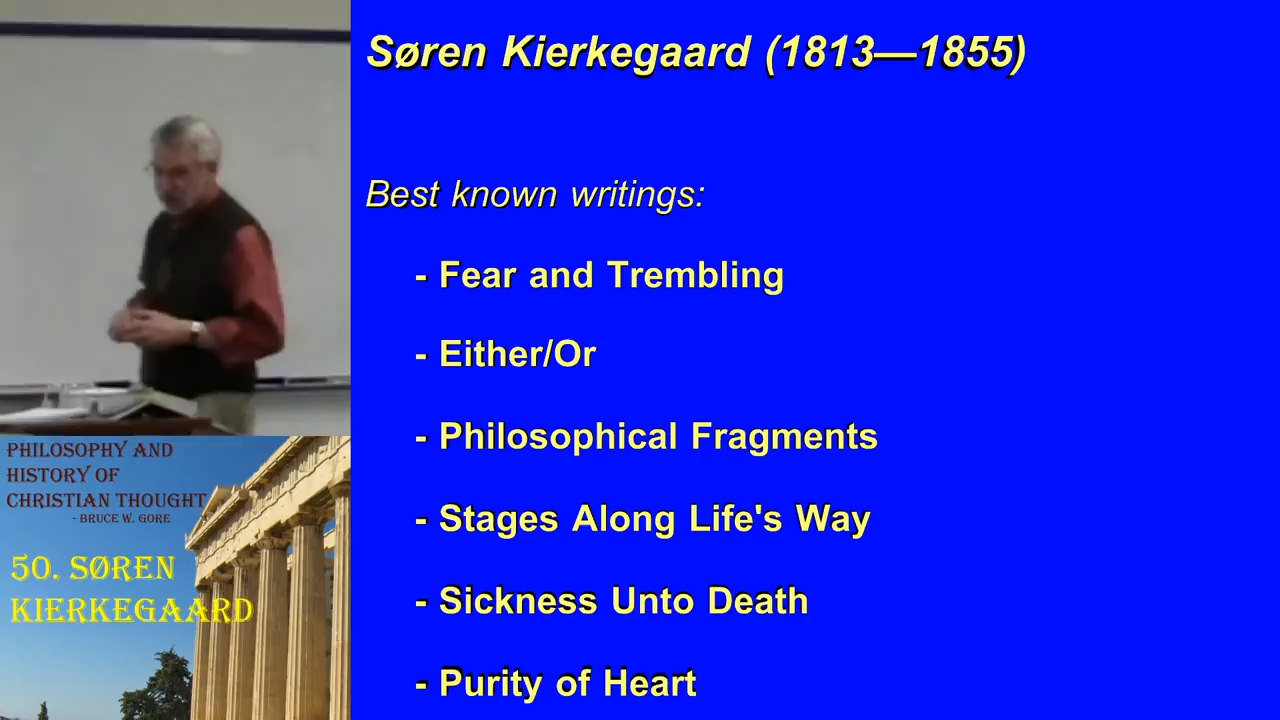 Søren Kierkegaard (1813—1855)
Best known writings:
- Fear and Trembling
- Either/Or
- Philosophical Fragments
- Stages Along Life's Way
- Sickness Unto Death
- Purity of Heart
PHILOSOPHY AND
HISTORY OF
CHRISTIAN THOUGHT
- BRUCE W. GORE
50. SØREN
KIERKEGAARD